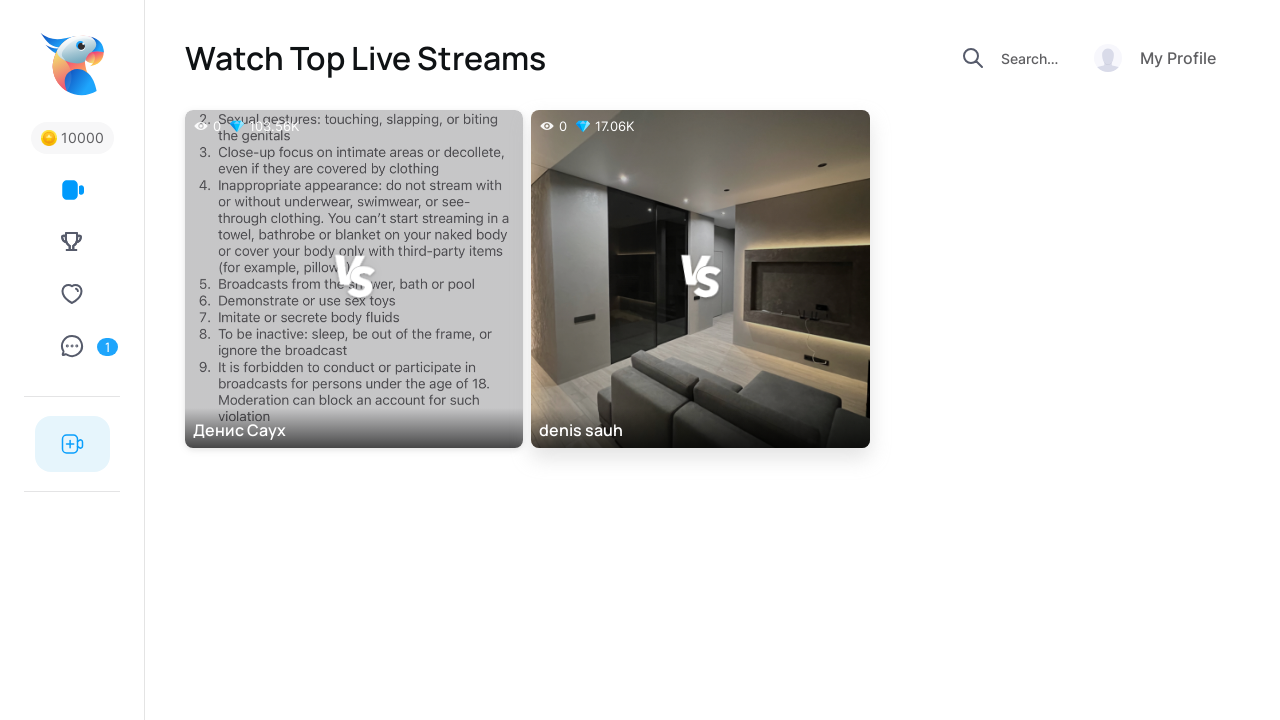 Watch Top Live Streams
Search...
My Profile
10000
1
0 103.56K
2. Sexual gestures: touching, slapping, or biting
the genitals
3. Close-up focus on intimate areas or decollete,
even if they are covered by clothing
4. Inappropriate appearance: do not stream with
or without underwear, swimwear, or see-
through clothing. You can't start streaming in a
towel, bathrobe or blanket on your naked body
or cover your body only with third-party items
(for example, pillows)
5. Broadcasts from the shower, bath or pool
6. Demonstrate or use sex toys
7. Imitate or secrete body fluids
8. To be inactive: sleep, be out of the frame, or
ignore the broadcast
9. It is forbidden to conduct or participate in
broadcasts for persons under the age of 18.
Moderation can block an account for such
violation
VS
Денис Саух
0 17.06K
VS
denis sauh